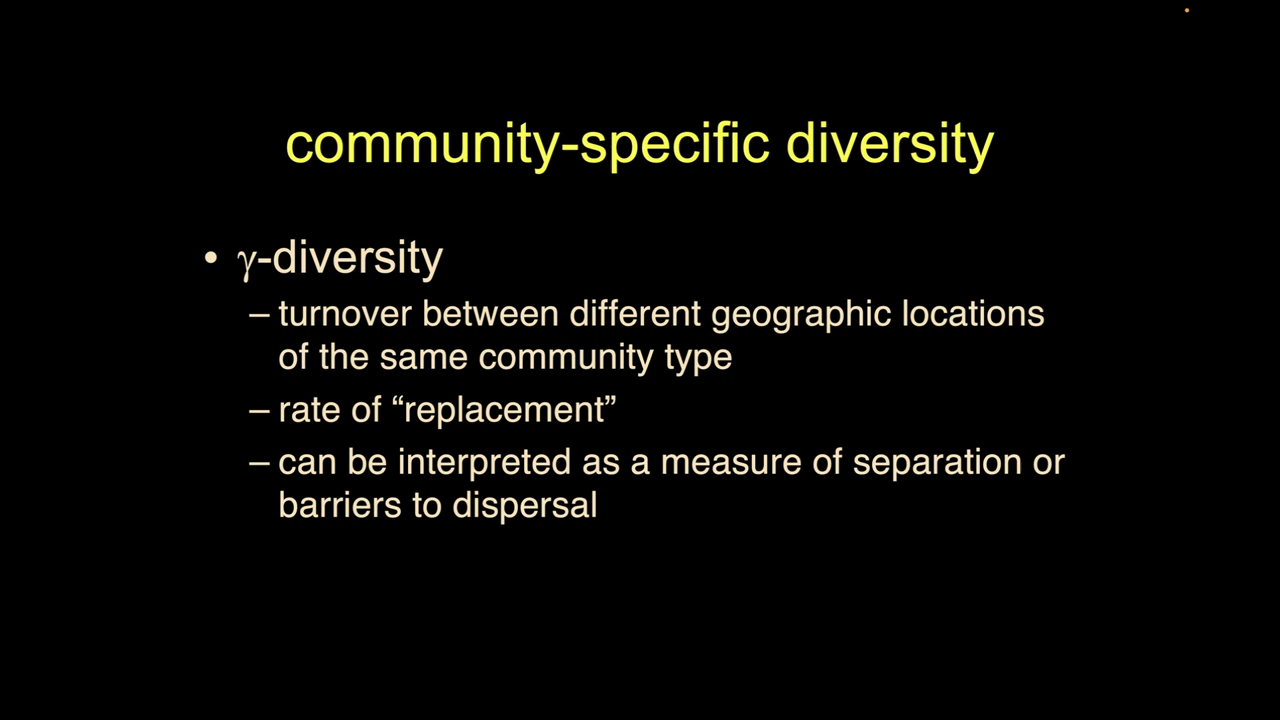 community-specific diversity
• γ-diversity
– turnover between different geographic locations
of the same community type
– rate of “replacement”
– can be interpreted as a measure of separation or
barriers to dispersal